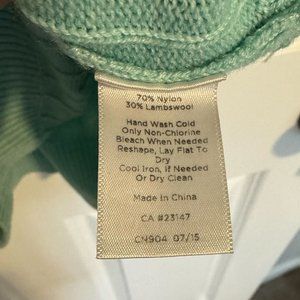 70% Nylon
30% Lambswool
Hand Wash Cold
Only Non-Chlorine
Bleach When Needed
Reshape, Lay Flat To
Dry
Cool Iron, if Needed
Or Dry Clean
Made in China
CA #23147
CN904 07/15